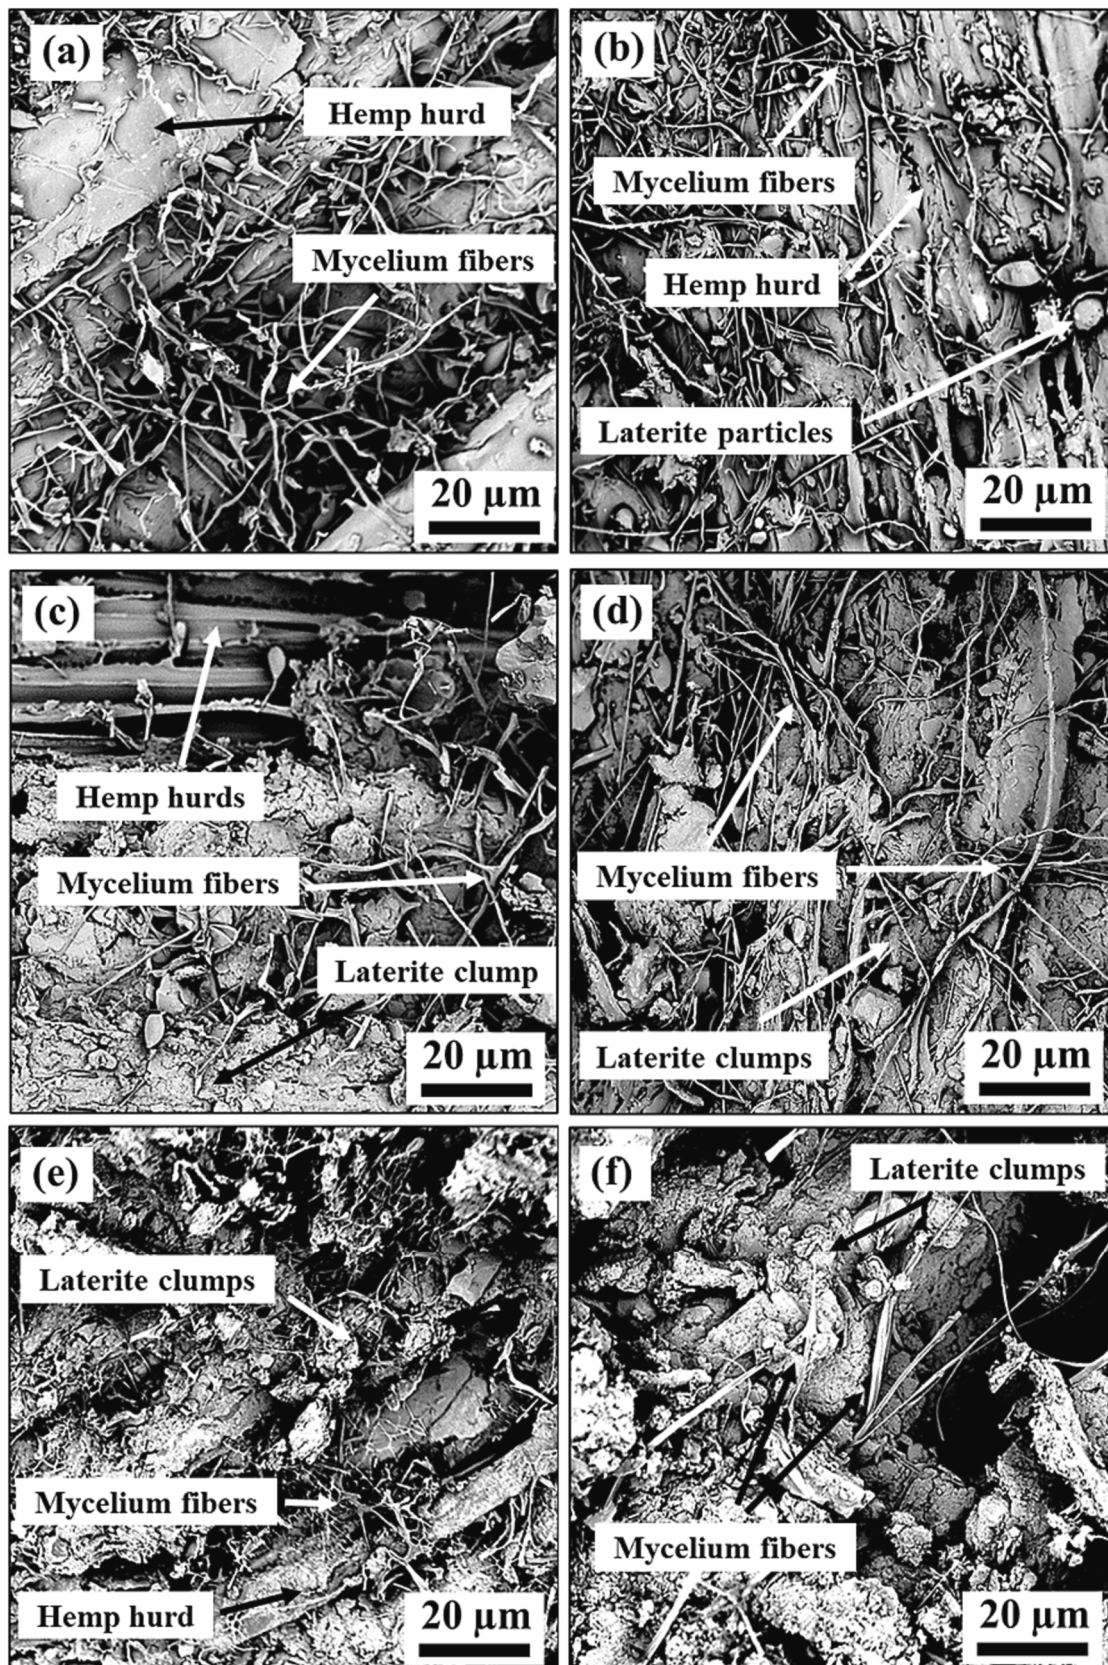 (a)
Hemp hurd
Mycelium fibers
20 µm
(b)
Mycelium fibers
Hemp hurd
Laterite particles
20 µm
(c)
Hemp hurds
Mycelium fibers
Laterite clump
20 µm
(d)
Mycelium fibers
Laterite clumps
20 µm
(e)
Laterite clumps
Mycelium fibers
Hemp hurd
20 µm
(f)
Laterite clumps
Mycelium fibers
20 µm